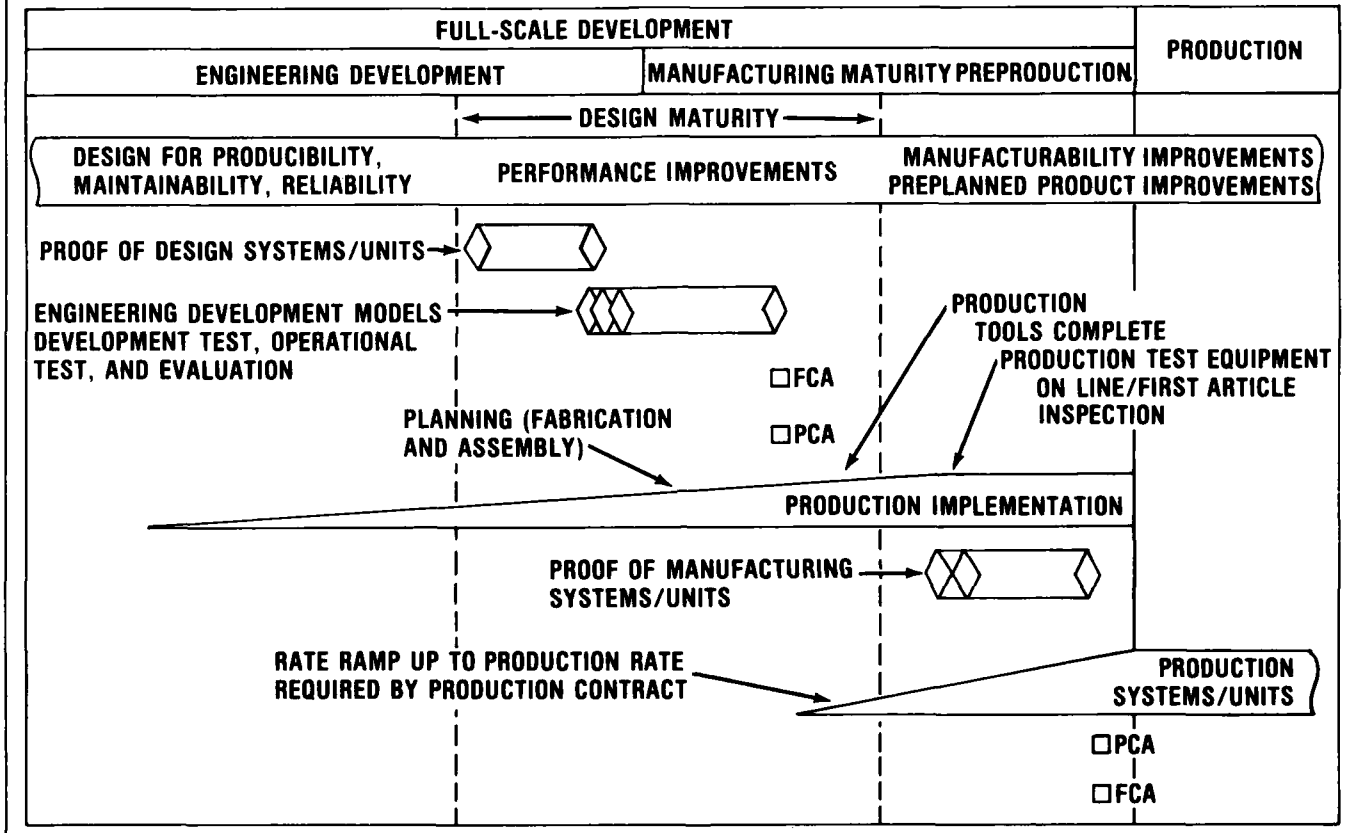 FULL-SCALE DEVELOPMENT
PRODUCTION
ENGINEERING DEVELOPMENT
MANUFACTURING MATURITY PREPRODUCTION
DESIGN MATURITY
DESIGN FOR PRODUCIBILITY,
MAINTAINABILITY, RELIABILITY
PERFORMANCE IMPROVEMENTS
MANUFACTURABILITY IMPROVEMENTS
PREPLANNED PRODUCT IMPROVEMENTS
PROOF OF DESIGN SYSTEMS/UNITS
ENGINEERING DEVELOPMENT MODELS
DEVELOPMENT TEST, OPERATIONAL
TEST, AND EVALUATION
PRODUCTION
TOOLS COMPLETE
PRODUCTION TEST EQUIPMENT
ON LINE/FIRST ARTICLE
INSPECTION
FCA
PCA
PLANNING (FABRICATION
AND ASSEMBLY)
PRODUCTION IMPLEMENTATION
PROOF OF MANUFACTURING
SYSTEMS/UNITS
RATE RAMP UP TO PRODUCTION RATE
REQUIRED BY PRODUCTION CONTRACT
PRODUCTION
SYSTEMS/UNITS
PCA
FCA